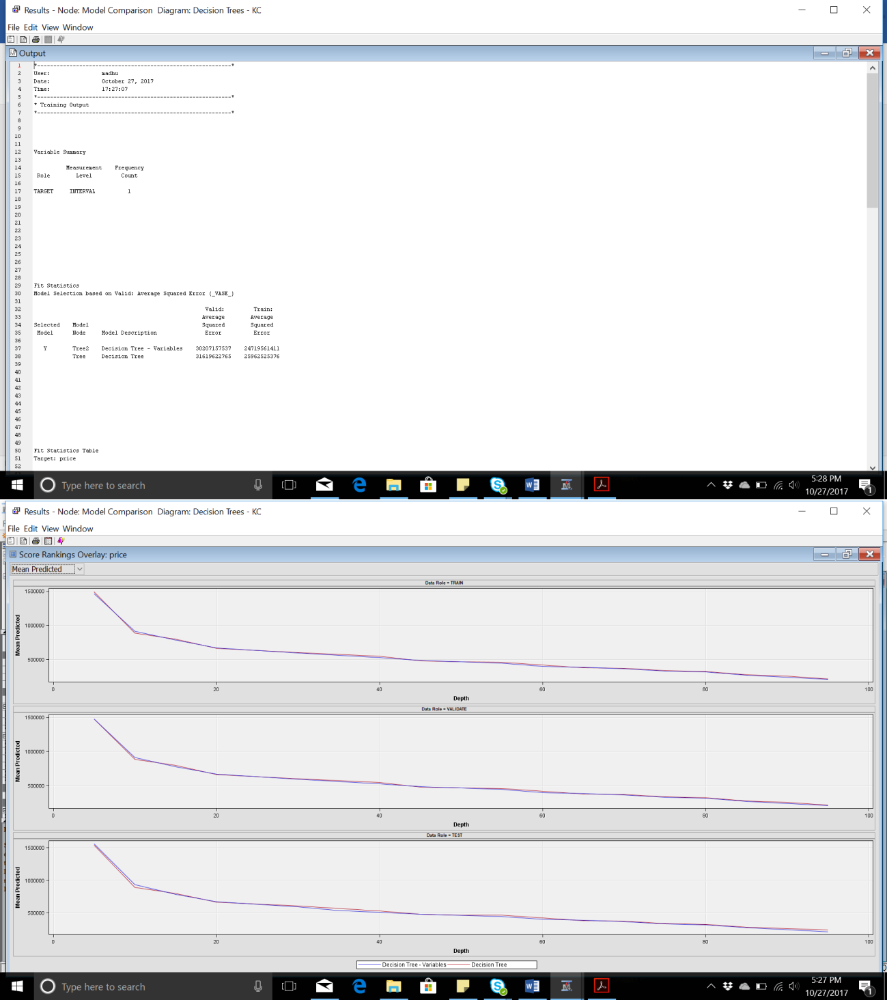 Results - Node: Model Comparison  Diagram: Decision Trees - KC
File Edit View Window
Output
1 *------------------------------------------------------------*
2 User: madhu
3 Date: October 27, 2017
4 Time: 17:27:07
5 *------------------------------------------------------------*
6 * Training Output
7 *------------------------------------------------------------*
8
9
10
11
12 Variable Summary
13
14 Measurement Frequency
15 Role Level Count
16
17 TARGET INTERVAL 1
18
19
20
21
22
23
24
25
26
27
28
29 Fit Statistics
30 Model Selection based on Valid: Average Squared Error (_VASE_)
31
32 Valid: Train:
33 Average Average
34 Selected Model Squared Squared
35 Model Node Model Description Error Error
36
37 Y Tree2 Decision Tree - Variables 30207157537 24719561411
38 Tree Decision Tree 31619622765 25962525376
39
40
41
42
43
44
45
46
47
48
49
50 Fit Statistics Table
51 Target: price
52
Type here to search
5:28 PM
10/27/2017
1
Results - Node: Model Comparison  Diagram: Decision Trees - KC
File Edit View Window
Score Rankings Overlay: price
Mean Predicted
Data Role = TRAIN
1500000
1000000
500000
Mean Predicted
0 20 40 60 80 100
Depth
Data Role = VALIDATE
1500000
1000000
500000
Mean Predicted
0 20 40 60 80 100
Depth
Data Role = TEST
1500000
1000000
500000
Mean Predicted
0 20 40 60 80 100
Depth
Decision Tree - Variables Decision Tree
Type here to search
5:27 PM
10/27/2017
1